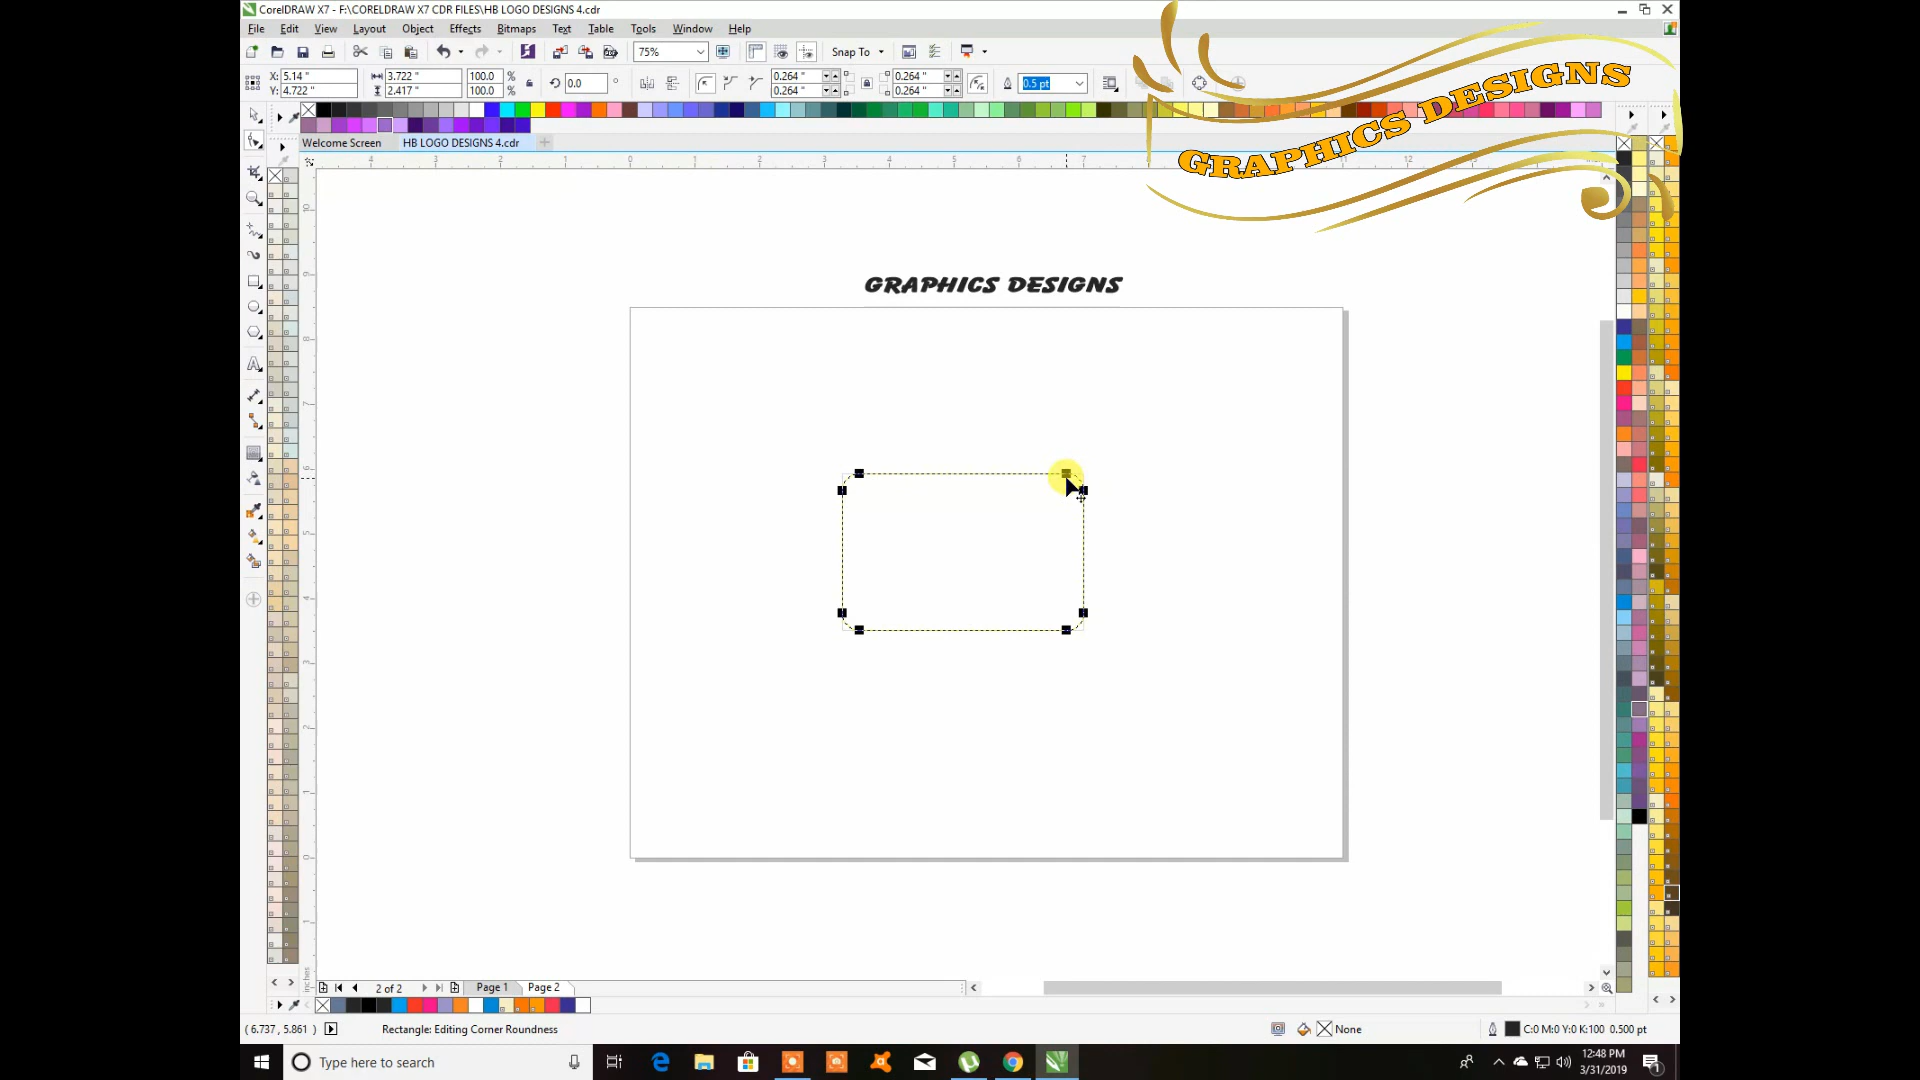 CorelDRAW X7 - F:\CORELDRAW X7 CDR FILES\HB LOGO DESIGNS 4.cdr
File Edit View Layout Object Effects Bitmaps Text Table Tools Window Help
75% Snap To
X: 5.14 " 3.722 " 100.0 % 0.0 ° 0.264 " 0.264 " 0.5 pt
Y: 4.722 " 2.417 " 100.0 % 0.264 " 0.264 "
GRAPHICS DESIGNS
Welcome Screen HB LOGO DESIGNS 4.cdr
GRAPHICS DESIGNS
2 of 2 Page 1 Page 2
inches
( 6.737 , 5.861 ) Rectangle: Editing Corner Roundness None C:0 M:0 Y:0 K:100 0.500 pt
Type here to search
12:48 PM
3/31/2019
1